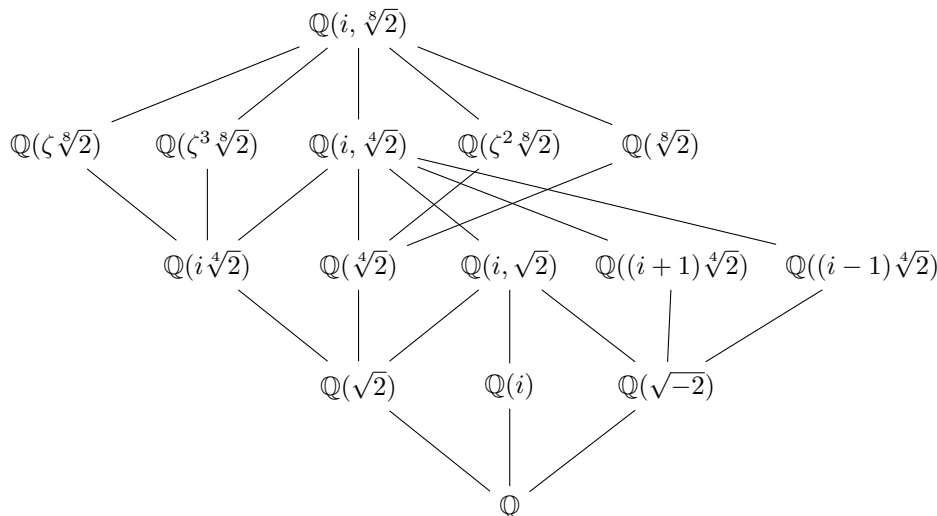 ℚ(i, ⁸√2)
ℚ(ζ ⁸√2) ℚ(ζ³ ⁸√2) ℚ(i, ⁴√2) ℚ(ζ² ⁸√2) ℚ(⁸√2)
ℚ(i ⁴√2) ℚ(⁴√2) ℚ(i, √2) ℚ((i + 1) ⁴√2) ℚ((i − 1) ⁴√2)
ℚ(√2) ℚ(i) ℚ(√−2)
ℚ